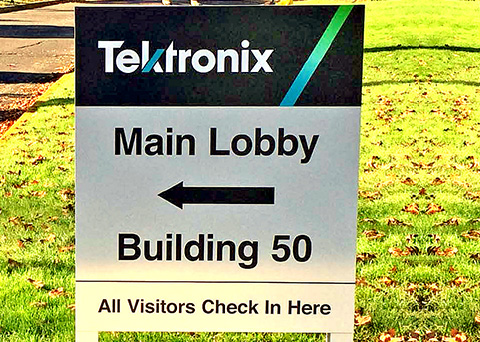 Tektronix
Main Lobby
Building 50
All Visitors Check In Here